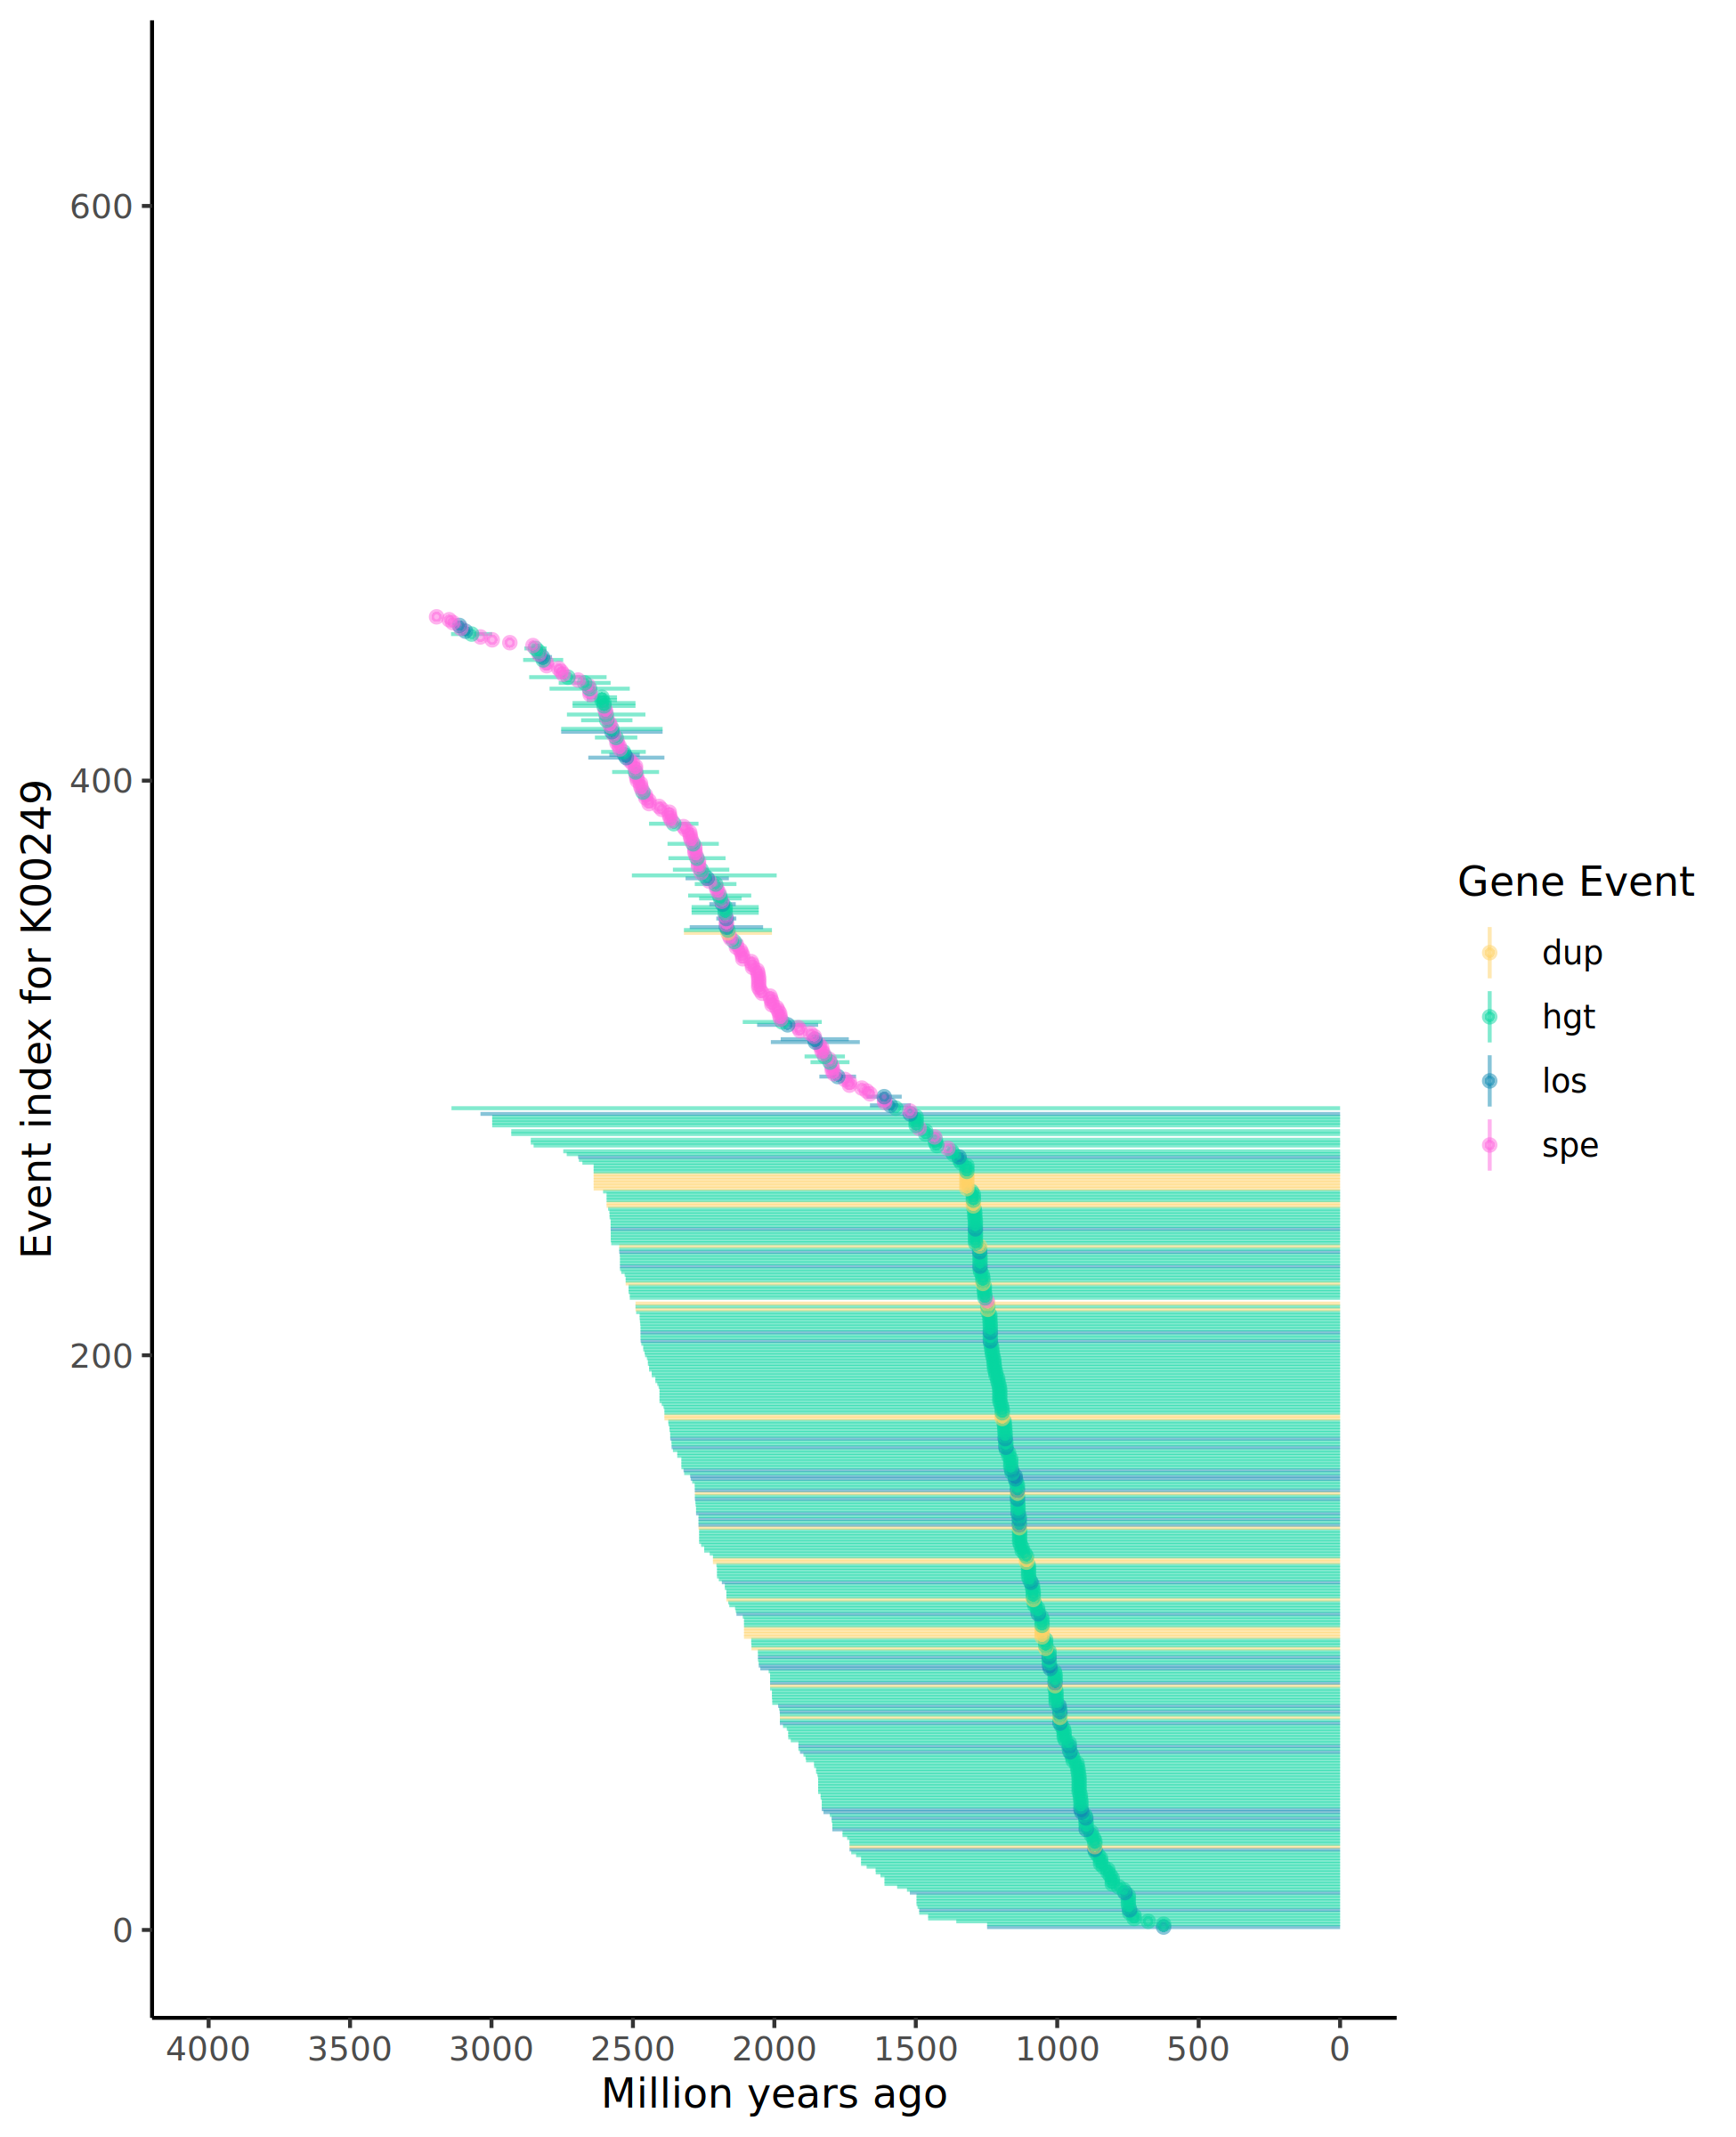 600
400
200
0
Event index for K00249
4000 3500 3000 2500 2000 1500 1000 500 0
Million years ago
Gene Event
dup
hgt
los
spe